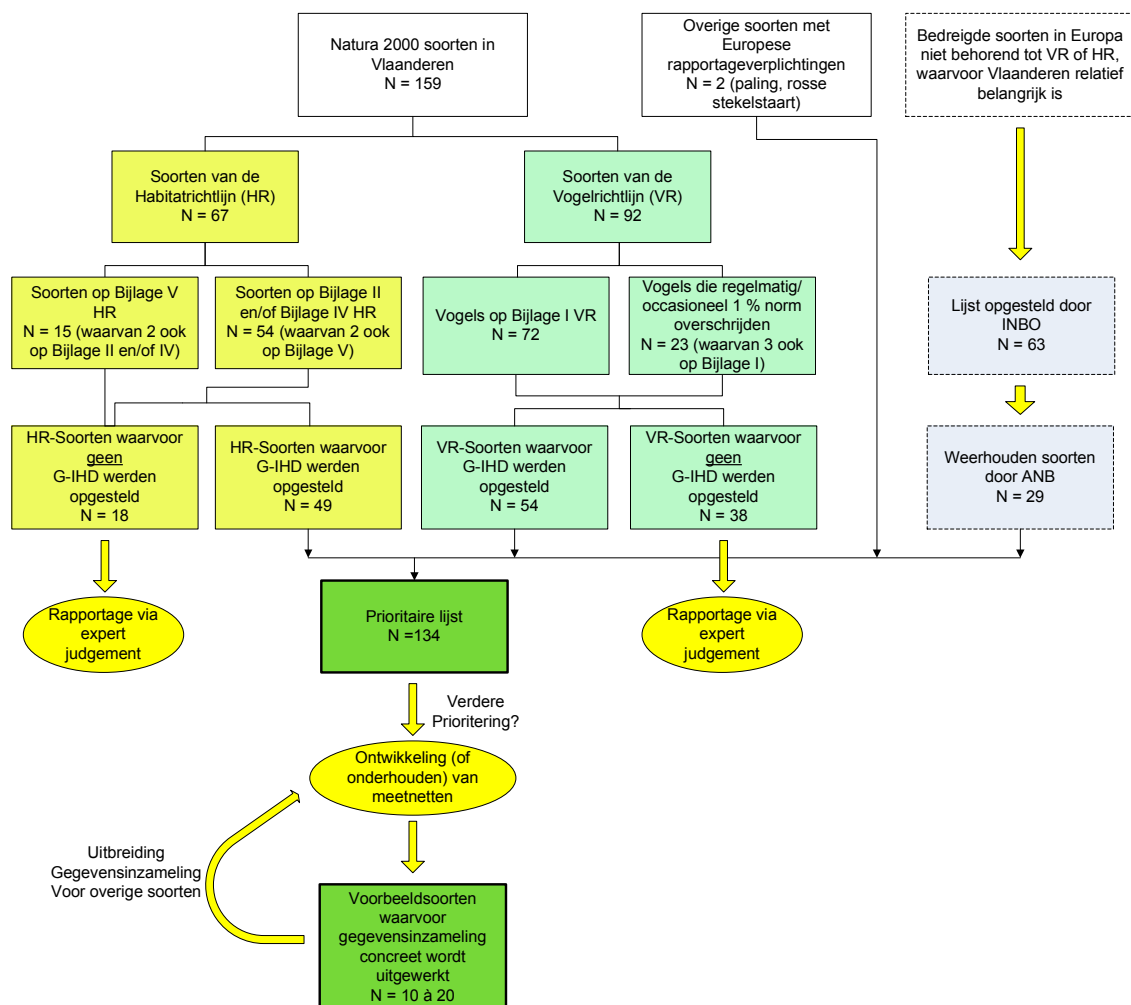 Natura 2000 soorten in
Vlaanderen
N = 159
Overige soorten met
Europese
rapportageverplichtingen
N = 2 (paling, rosse
stekelstaart)
Bedreigde soorten in Europa
niet behorend tot VR of HR,
waarvoor Vlaanderen relatief
belangrijk is
Soorten van de
Habitatrichtlijn (HR)
N = 67
Soorten van de
Vogelrichtlijn (VR)
N = 92
Soorten op Bijlage V
HR
N = 15 (waarvan 2 ook
op Bijlage II en/of IV)
Soorten op Bijlage II
en/of Bijlage IV HR
N = 54 (waarvan 2 ook
op Bijlage V)
Vogels op Bijlage I VR
N = 72
Vogels die regelmatig/
occasioneel 1 % norm
overschrijden
N = 23 (waarvan 3 ook
op Bijlage I)
Lijst opgesteld door
INBO
N = 63
HR-Soorten waarvoor
geen
G-IHD werden
opgesteld
N = 18
HR-Soorten waarvoor
G-IHD werden
opgesteld
N = 49
VR-Soorten waarvoor
G-IHD werden
opgesteld
N = 54
VR-Soorten waarvoor
geen
G-IHD werden
opgesteld
N = 38
Weerhouden soorten
door ANB
N = 29
Rapportage via
expert
judgement
Prioritaire lijst
N =134
Rapportage via
expert
judgement
Verdere
Prioritering?
Ontwikkeling (of
onderhouden) van
meetnetten
Uitbreiding
Gegevensinzameling
Voor overige soorten
Voorbeeldsoorten
waarvoor
gegevensinzameling
concreet wordt
uitgewerkt
N = 10 à 20